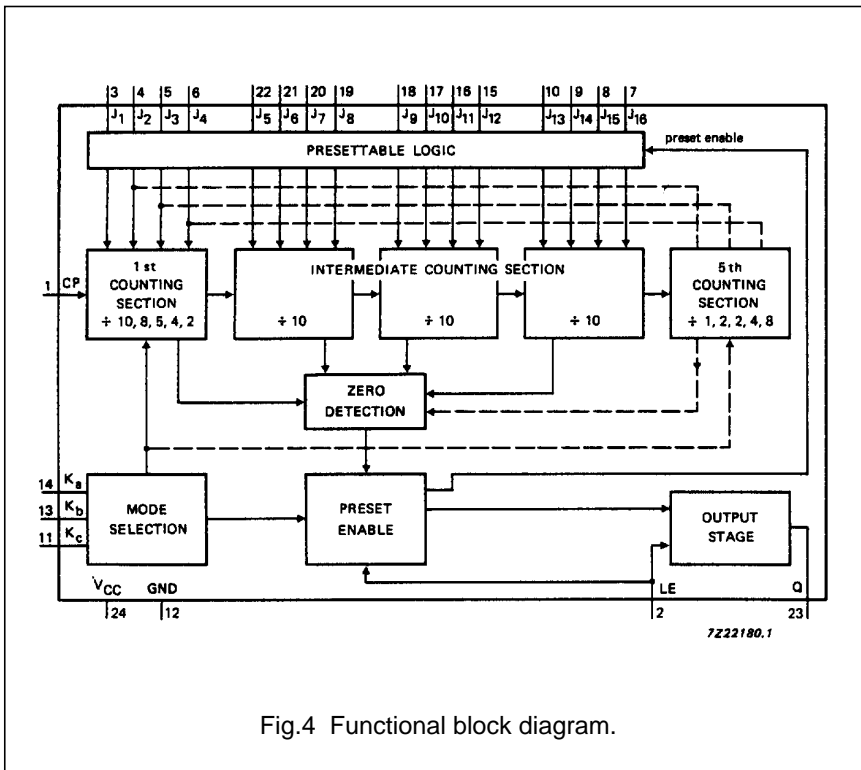 3 4 5 6 22 21 20 19 18 17 16 15 10 9 8 7
J1 J2 J3 J4 J5 J6 J7 J8 J9 J10 J11 J12 J13 J14 J15 J16
PRESETTABLE LOGIC
preset enable
1 CP
1st
COUNTING
SECTION
÷ 10, 8, 5, 4, 2
INTERMEDIATE COUNTING SECTION
÷ 10
÷ 10
÷ 10
5th
COUNTING
SECTION
÷ 1, 2, 2, 4, 8
ZERO
DETECTION
14 Ka
13 Kb
11 Kc
MODE
SELECTION
PRESET
ENABLE
OUTPUT
STAGE
VCC GND LE Q
24 12 2 23
7Z22180.1
Fig.4 Functional block diagram.